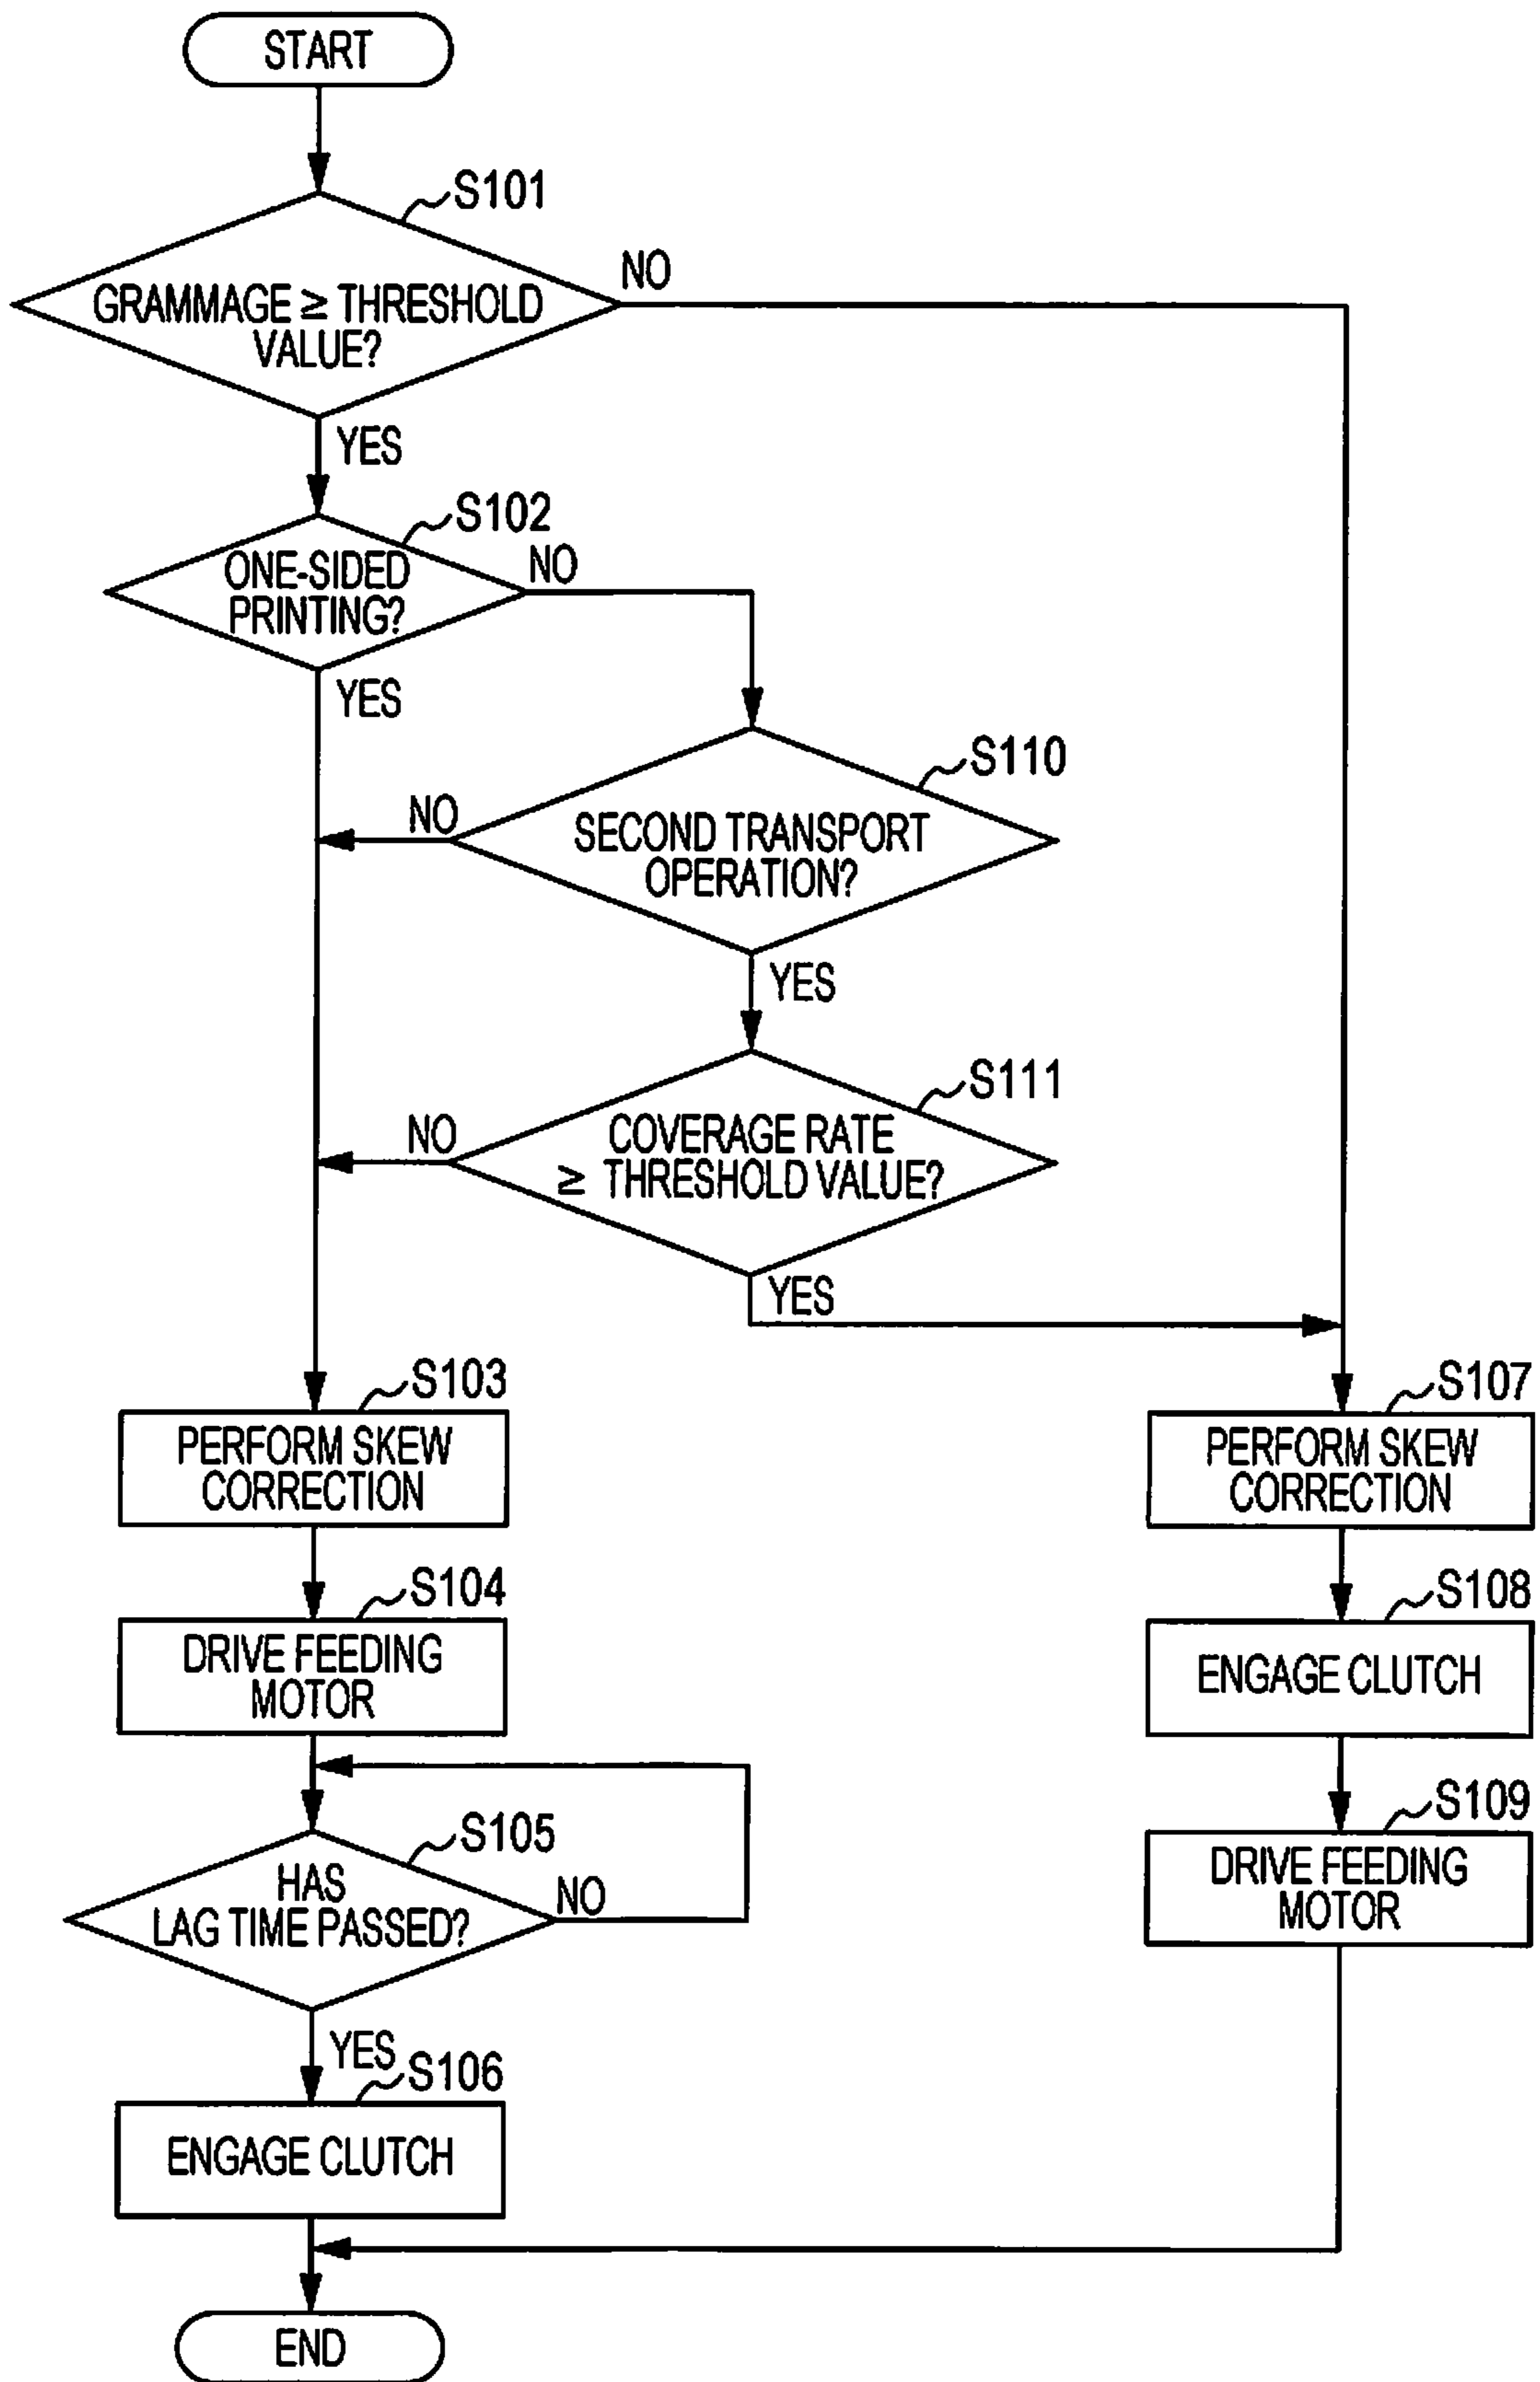 START
S101
NO
GRAMMAGE ≥ THRESHOLD
VALUE?
YES
S102
ONE-SIDED
PRINTING?
NO
YES
S110
NO
SECOND TRANSPORT
OPERATION?
YES
S111
NO
COVERAGE RATE
≥ THRESHOLD VALUE?
YES
S103
PERFORM SKEW
CORRECTION
S107
PERFORM SKEW
CORRECTION
S104
DRIVE FEEDING
MOTOR
S108
ENGAGE CLUTCH
S105
HAS
LAG TIME PASSED?
NO
S109
DRIVE FEEDING
MOTOR
YES
S106
ENGAGE CLUTCH
END